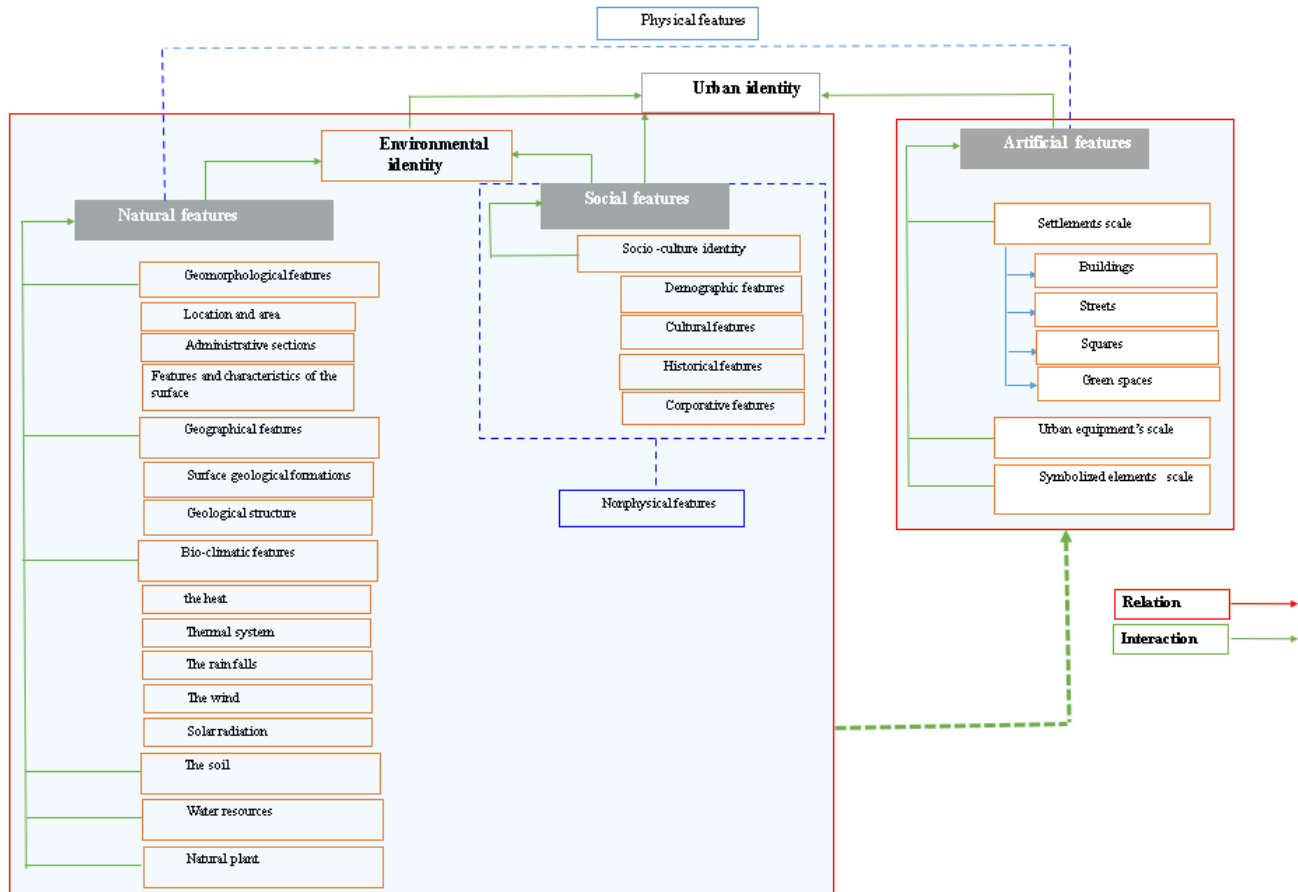 Physical features
Urban identity
Environmental
identity
Natural features
Geomorphological features
Location and area
Administrative sections
Features and characteristics of the
surface
Geographical features
Surface geological formations
Geological structure
Bio-climatic features
the heat
Thermal system
The rain falls
The wind
Solar radiation
The soil
Water resources
Natural plant
Social features
Socio -culture identity
Demographic features
Cultural features
Historical features
Corporative features
Nonphysical features
Artificial features
Settlements scale
Buildings
Streets
Squares
Green spaces
Urban equipment’s scale
Symbolized elements scale
Relation
Interaction